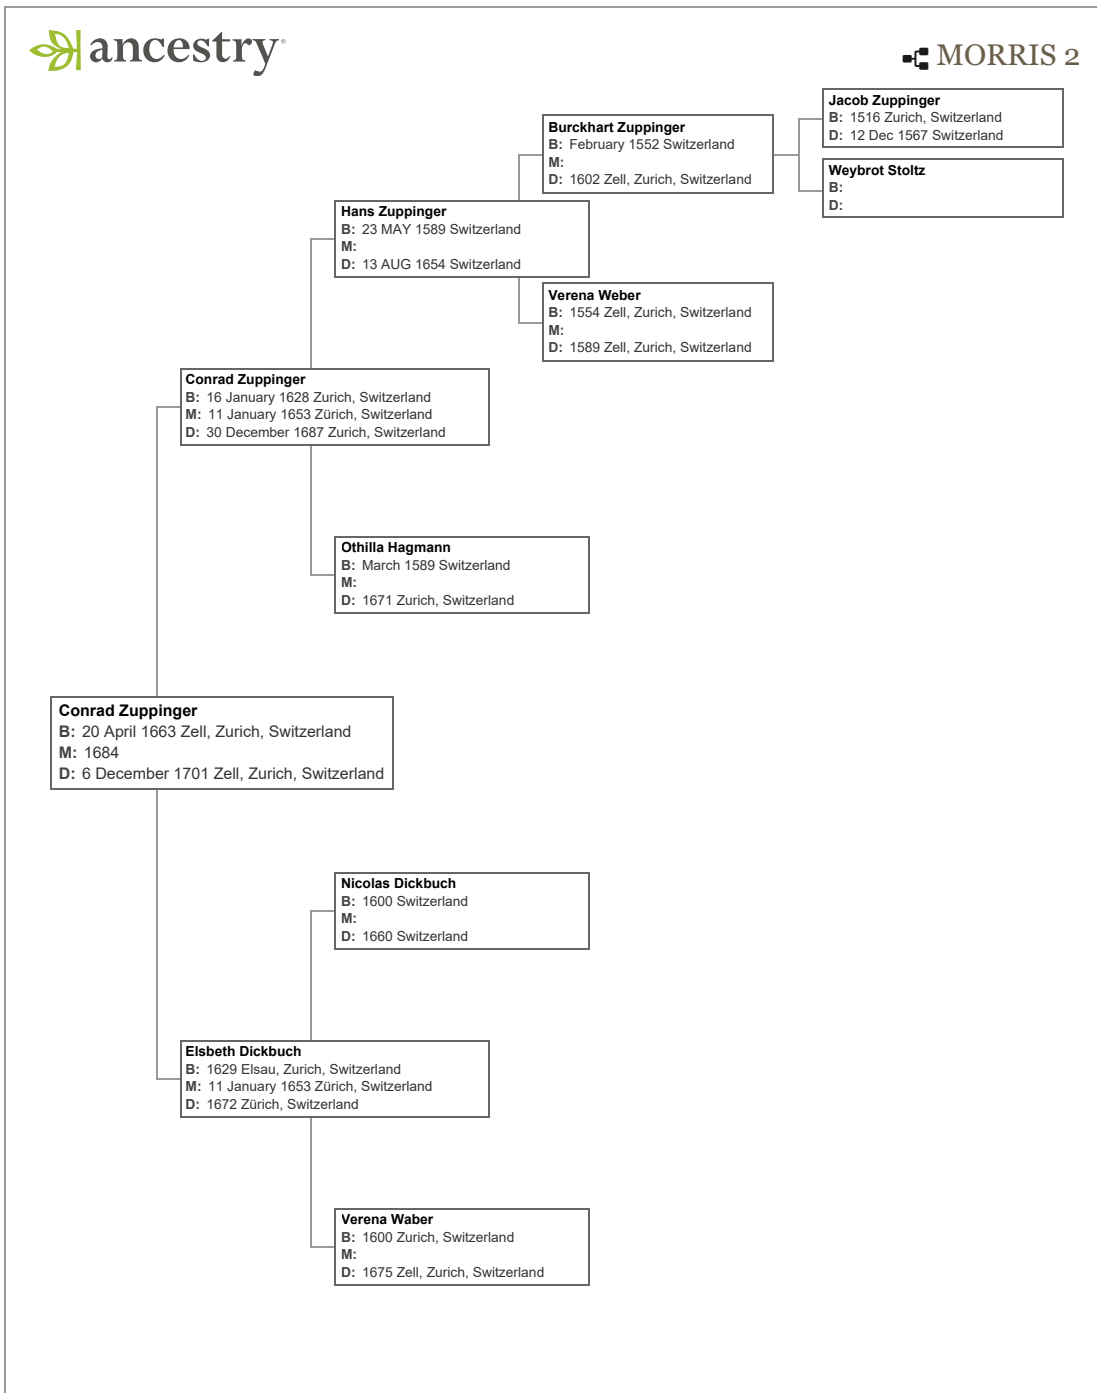 ancestry
MORRIS 2
Jacob Zuppinger
B: 1516 Zurich, Switzerland
D: 12 Dec 1567 Switzerland
Burckhart Zuppinger
B: February 1552 Switzerland
M:
D: 1602 Zell, Zurich, Switzerland
Weybrot Stoltz
B:
D:
Hans Zuppinger
B: 23 MAY 1589 Switzerland
M:
D: 13 AUG 1654 Switzerland
Verena Weber
B: 1554 Zell, Zurich, Switzerland
M:
D: 1589 Zell, Zurich, Switzerland
Conrad Zuppinger
B: 16 January 1628 Zurich, Switzerland
M: 11 January 1653 Zürich, Switzerland
D: 30 December 1687 Zurich, Switzerland
Othilla Hagmann
B: March 1589 Switzerland
M:
D: 1671 Zurich, Switzerland
Conrad Zuppinger
B: 20 April 1663 Zell, Zurich, Switzerland
M: 1684
D: 6 December 1701 Zell, Zurich, Switzerland
Nicolas Dickbuch
B: 1600 Switzerland
M:
D: 1660 Switzerland
Elsbeth Dickbuch
B: 1629 Elsau, Zurich, Switzerland
M: 11 January 1653 Zürich, Switzerland
D: 1672 Zürich, Switzerland
Verena Waber
B: 1600 Zurich, Switzerland
M:
D: 1675 Zell, Zurich, Switzerland